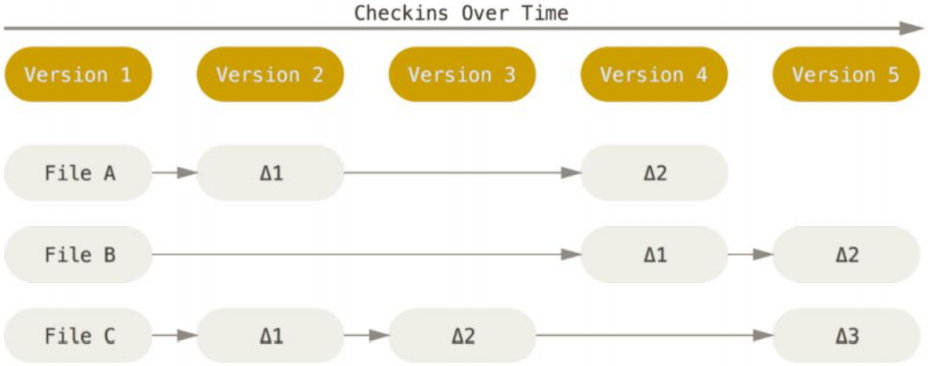 Checkins Over Time
Version 1 Version 2 Version 3 Version 4 Version 5
File A Δ1 Δ2
File B Δ1 Δ2
File C Δ1 Δ2 Δ3